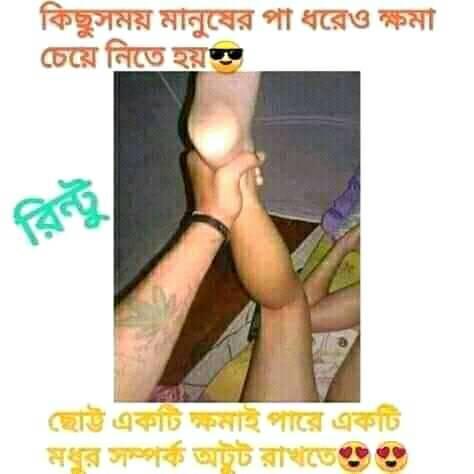 কিছুসময় মানুষের পা ধরেও ক্ষমা
চেয়ে নিতে হয়😎
রিন্টু
ছোট্ট একটি ক্ষমাই পারে একটি
মধুর সম্পর্ক অটুট রাখতে😍😍